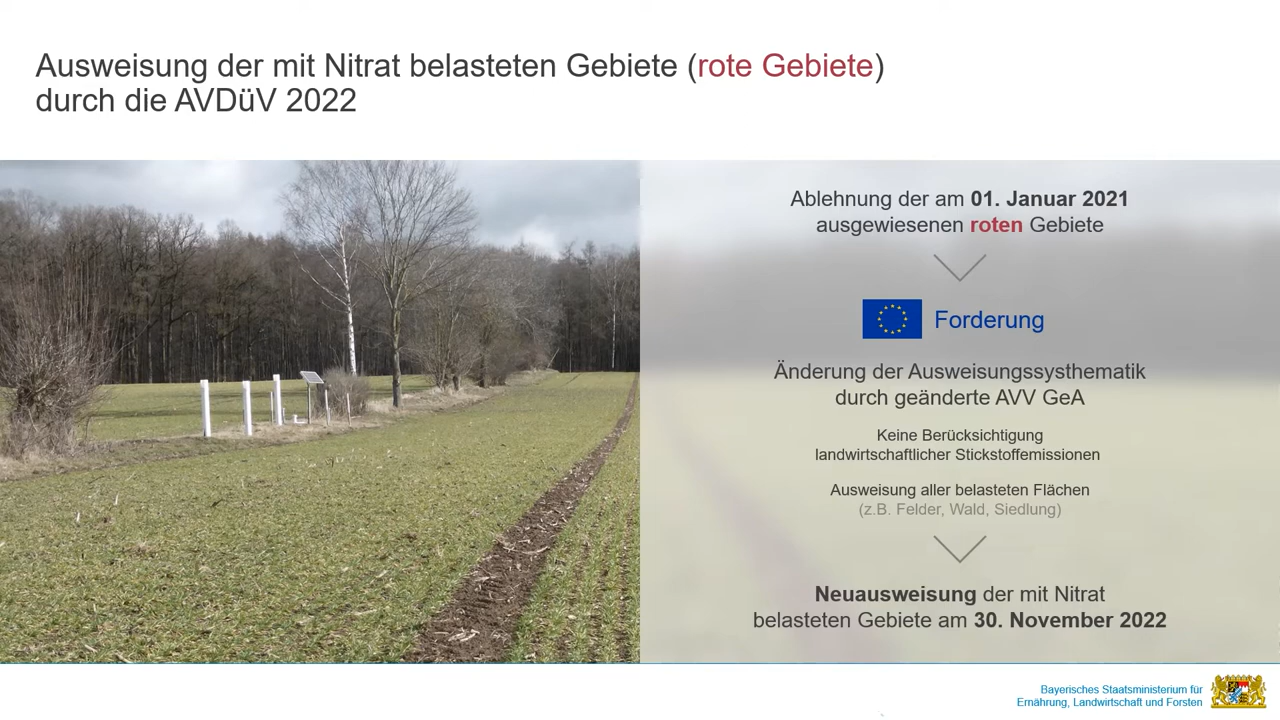 Ausweisung der mit Nitrat belasteten Gebiete (rote Gebiete)
durch die AVDüV 2022
Ablehnung der am 01. Januar 2021
ausgewiesenen roten Gebiete
Forderung
Änderung der Ausweisungssysthematik
durch geänderte AVV GeA
Keine Berücksichtigung
landwirtschaftlicher Stickstoffemissionen
Ausweisung aller belasteten Flächen
(z.B. Felder, Wald, Siedlung)
Neuausweisung der mit Nitrat
belasteten Gebiete am 30. November 2022
Bayerisches Staatsministerium für
Ernährung, Landwirtschaft und Forsten